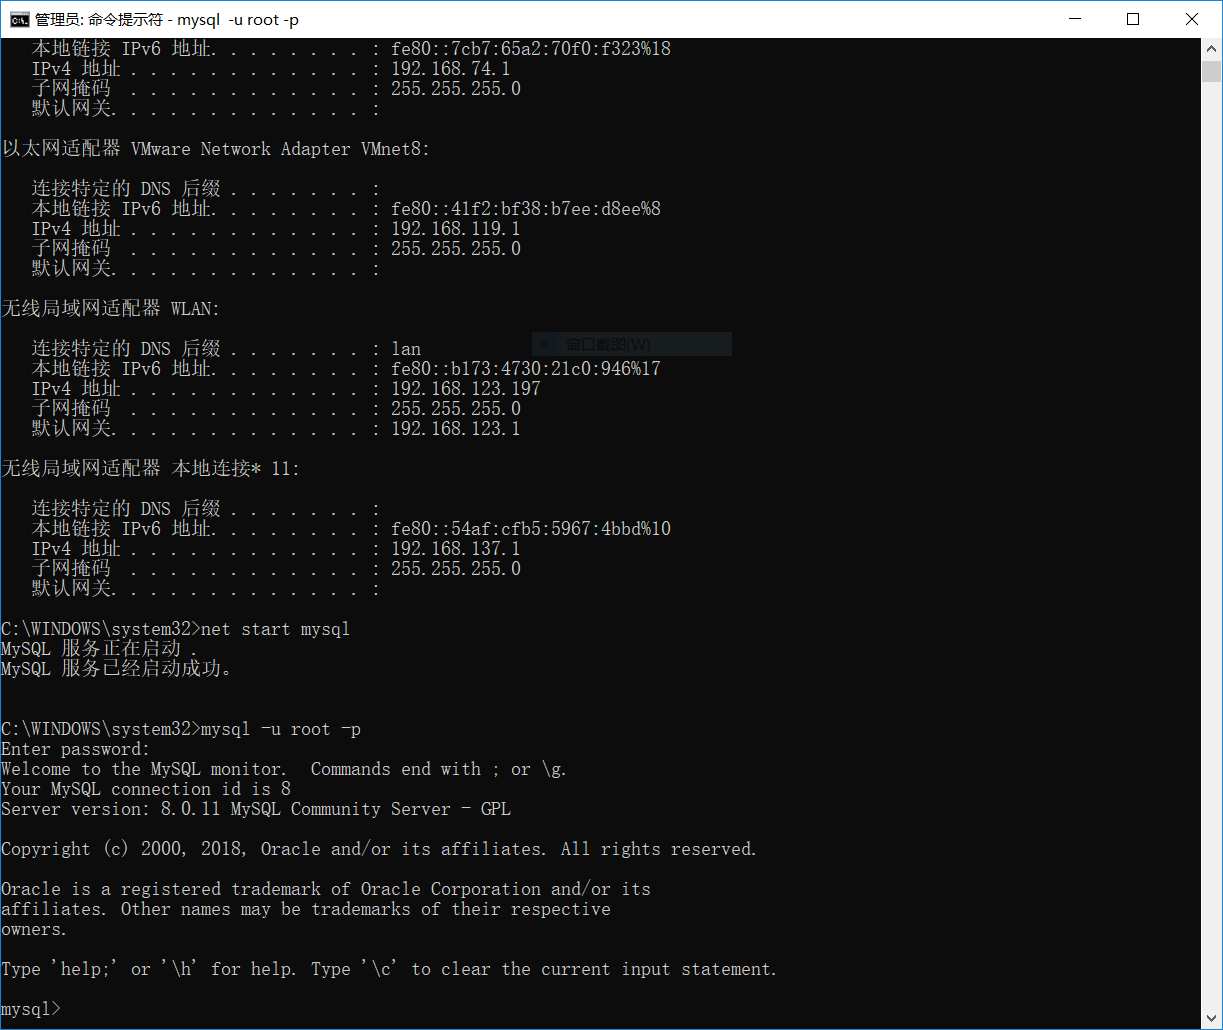 管理员: 命令提示符 - mysql  -u root -p
   本地链接 IPv6 地址. . . . . . . . : fe80::7cb7:65a2:70f0:f323%18
   IPv4 地址 . . . . . . . . . . . . : 192.168.74.1
   子网掩码  . . . . . . . . . . . . : 255.255.255.0
   默认网关. . . . . . . . . . . . . :
以太网适配器 VMware Network Adapter VMnet8:
   连接特定的 DNS 后缀 . . . . . . . :
   本地链接 IPv6 地址. . . . . . . . : fe80::41f2:bf38:b7ee:d8ee%8
   IPv4 地址 . . . . . . . . . . . . : 192.168.119.1
   子网掩码  . . . . . . . . . . . . : 255.255.255.0
   默认网关. . . . . . . . . . . . . :
无线局域网适配器 WLAN:
   连接特定的 DNS 后缀 . . . . . . . : lan
窗口截图(W)
   本地链接 IPv6 地址. . . . . . . . : fe80::b173:4730:21c0:946%17
   IPv4 地址 . . . . . . . . . . . . : 192.168.123.197
   子网掩码  . . . . . . . . . . . . : 255.255.255.0
   默认网关. . . . . . . . . . . . . : 192.168.123.1
无线局域网适配器 本地连接* 11:
   连接特定的 DNS 后缀 . . . . . . . :
   本地链接 IPv6 地址. . . . . . . . : fe80::54af:cfb5:5967:4bbd%10
   IPv4 地址 . . . . . . . . . . . . : 192.168.137.1
   子网掩码  . . . . . . . . . . . . : 255.255.255.0
   默认网关. . . . . . . . . . . . . :
C:\WINDOWS\system32>net start mysql
MySQL 服务正在启动 .
MySQL 服务已经启动成功。
C:\WINDOWS\system32>mysql -u root -p
Enter password:
Welcome to the MySQL monitor.  Commands end with ; or \g.
Your MySQL connection id is 8
Server version: 8.0.11 MySQL Community Server - GPL
Copyright (c) 2000, 2018, Oracle and/or its affiliates. All rights reserved.
Oracle is a registered trademark of Oracle Corporation and/or its
affiliates. Other names may be trademarks of their respective
owners.
Type 'help;' or '\h' for help. Type '\c' to clear the current input statement.
mysql>